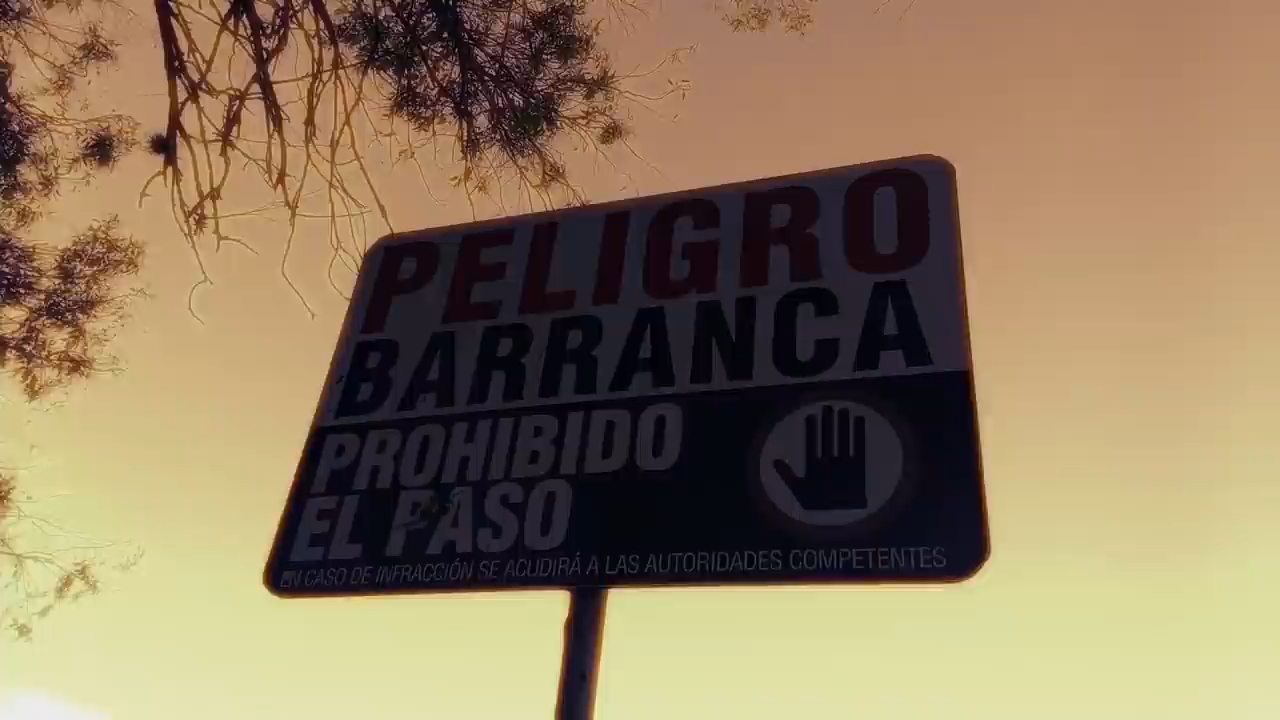 PELIGRO
BARRANCA
PROHIBIDO
EL PASO
EN CASO DE INFRACCIÓN SE ACUDIRÁ A LAS AUTORIDADES COMPETENTES